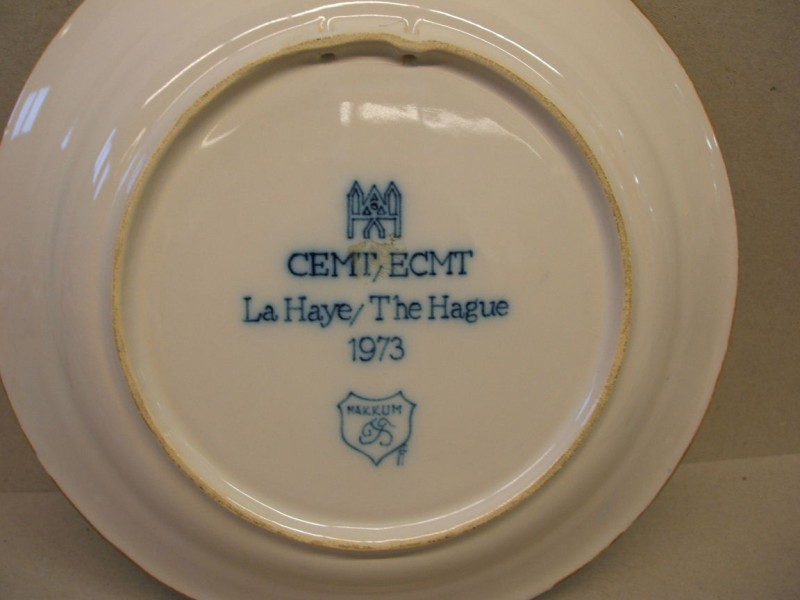 CEMT/ECMT
La Haye/The Hague
1973
MAKKUM